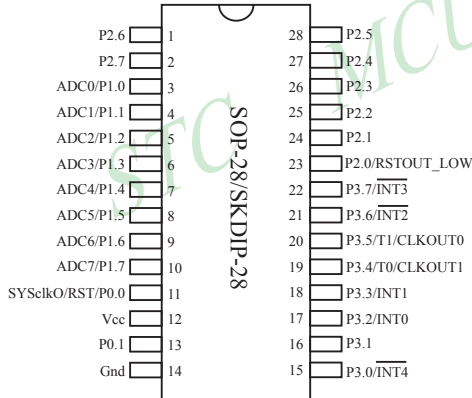 P2.6 1 28 P2.5
P2.7 2 27 P2.4
ADC0/P1.0 3 26 P2.3
ADC1/P1.1 4 25 P2.2
ADC2/P1.2 5 24 P2.1
ADC3/P1.3 6 23 P2.0/RSTOUT_LOW
ADC4/P1.4 7 22 P3.7/INT3
ADC5/P1.5 8 21 P3.6/INT2
ADC6/P1.6 9 20 P3.5/T1/CLKOUT0
ADC7/P1.7 10 19 P3.4/T0/CLKOUT1
SYSclkO/RST/P0.0 11 18 P3.3/INT1
Vcc 12 17 P3.2/INT0
P0.1 13 16 P3.1
Gnd 14 15 P3.0/INT4
SOP-28/SKDIP-28
STC MCU